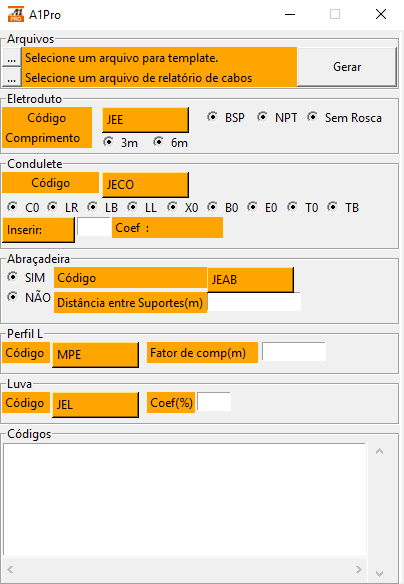 A1
PRO
A1Pro
Arquivos
... Selecione um arquivo para template.
... Selecione um arquivo de relatório de cabos
Gerar
Eletroduto
Código JEE BSP NPT Sem Rosca
Comprimento 3m 6m
Condulete
Código JECO
C0 LR LB LL X0 B0 E0 T0 TB
Inserir: Coef :
Abraçadeira
SIM Código JEAB
NÃO Distância entre Suportes(m)
Perfil L
Código MPE Fator de comp(m)
Luva
Código JEL Coef(%)
Códigos